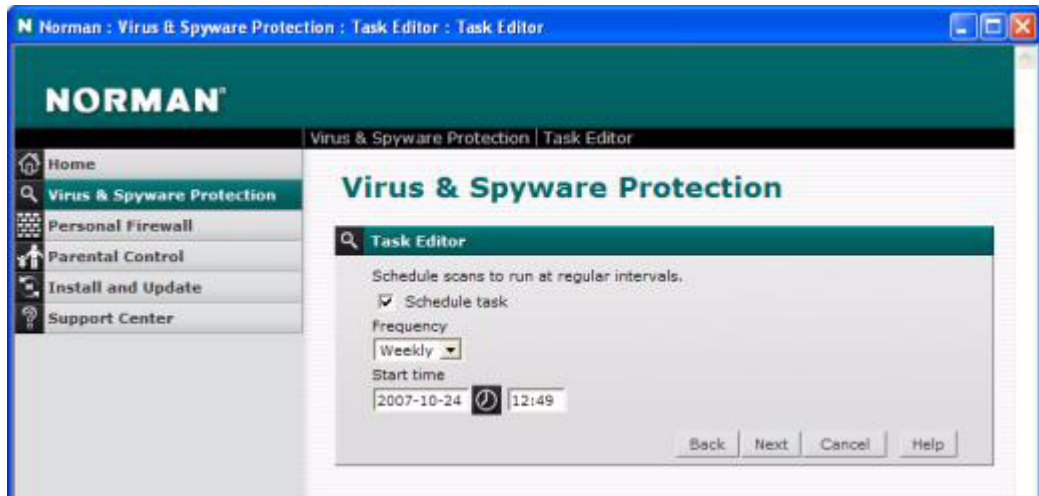 N Norman : Virus & Spyware Protection : Task Editor : Task Editor
NORMAN®
Virus & Spyware Protection | Task Editor
Home
Virus & Spyware Protection
Personal Firewall
Parental Control
Install and Update
Support Center
Virus & Spyware Protection
Task Editor
Schedule scans to run at regular intervals.
Schedule task
Frequency
Weekly
Start time
2007-10-24 12:49
Back Next Cancel Help